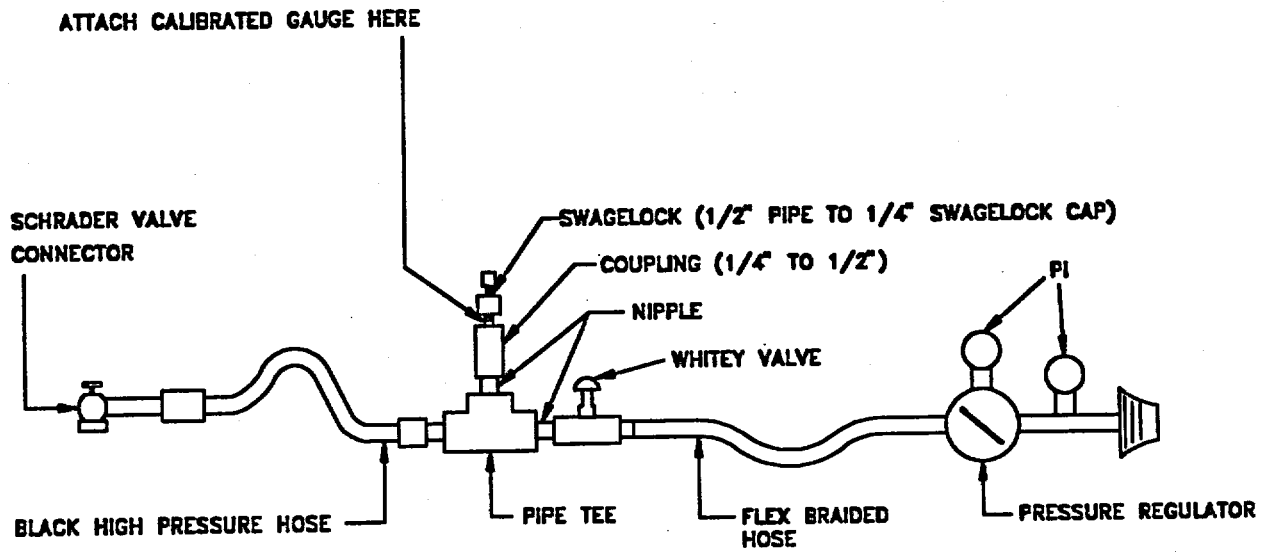 ATTACH CALIBRATED GAUGE HERE
SCHRADER VALVE
CONNECTOR
SWAGELOCK (1/2" PIPE TO 1/4" SWAGELOCK CAP)
COUPLING (1/4" TO 1/2")
PI
NIPPLE
WHITEY VALVE
BLACK HIGH PRESSURE HOSE
PIPE TEE
FLEX BRAIDED
HOSE
PRESSURE REGULATOR